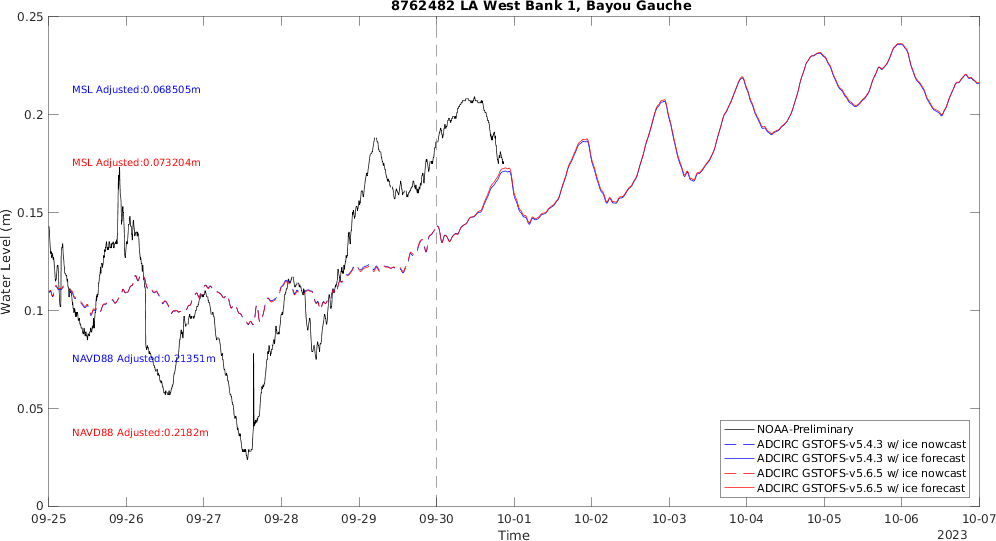 8762482 LA West Bank 1, Bayou Gauche
0.25
0.2
0.15
0.1
0.05
0
Water Level (m)
MSL Adjusted:0.068505m
MSL Adjusted:0.073204m
NAVD88 Adjusted:0.21351m
NAVD88 Adjusted:0.2182m
NOAA-Preliminary
ADCIRC GSTOFS-v5.4.3 w/ ice nowcast
ADCIRC GSTOFS-v5.4.3 w/ ice forecast
ADCIRC GSTOFS-v5.6.5 w/ ice nowcast
ADCIRC GSTOFS-v5.6.5 w/ ice forecast
09-25 09-26 09-27 09-28 09-29 09-30 10-01 10-02 10-03 10-04 10-05 10-06 10-07
Time
2023